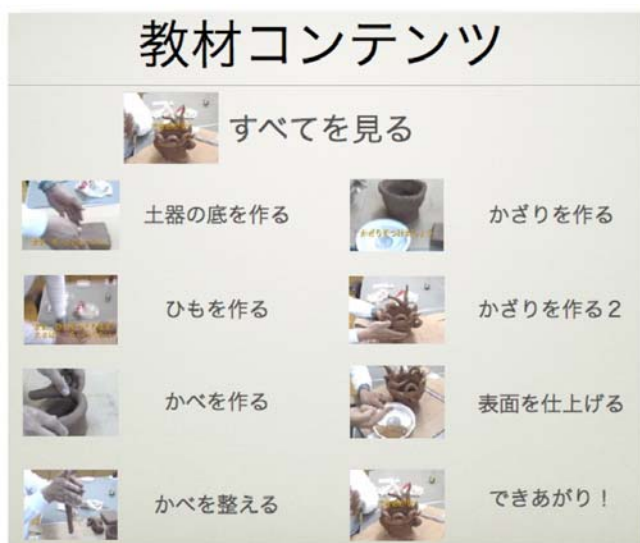 教材コンテンツ
すべてを見る
土器の底を作る
かざりを作る
ひもを作る
かざりを作る2
かべを作る
表面を仕上げる
かべを整える
できあがり!